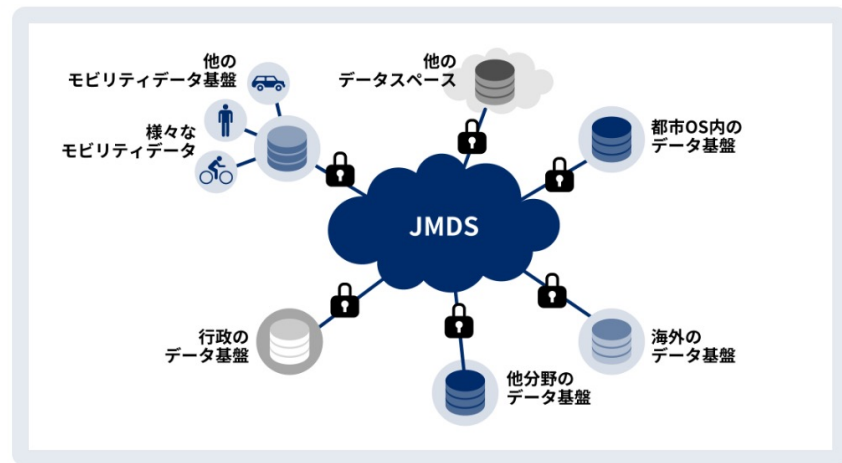 他の
モビリティデータ基盤
様々な
モビリティデータ
他の
データスペース
都市OS内の
データ基盤
JMDS
行政の
データ基盤
他分野の
データ基盤
海外の
データ基盤